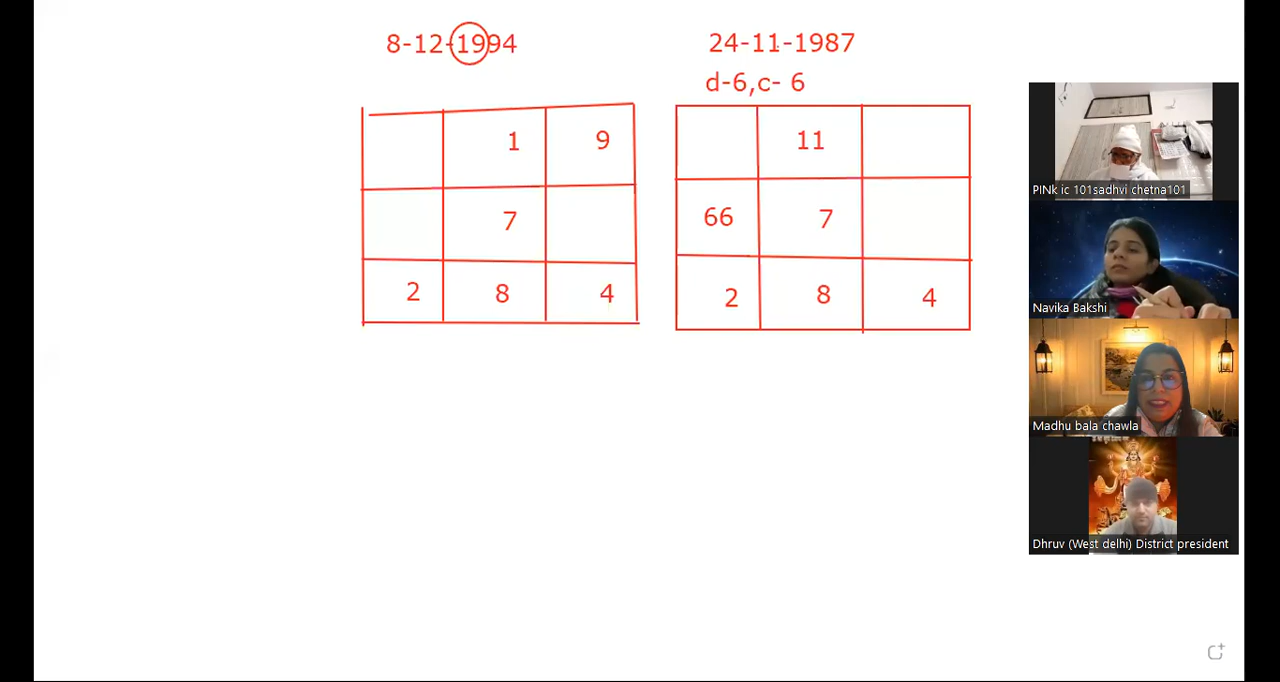 8-12-1994
1 9
7
2 8 4
24-11-1987
d-6,c- 6
11
66 7
2 8 4
PINk ic 101sadhvi chetna101
Navika Bakshi
Madhu bala chawla
Dhruv (West delhi) District president